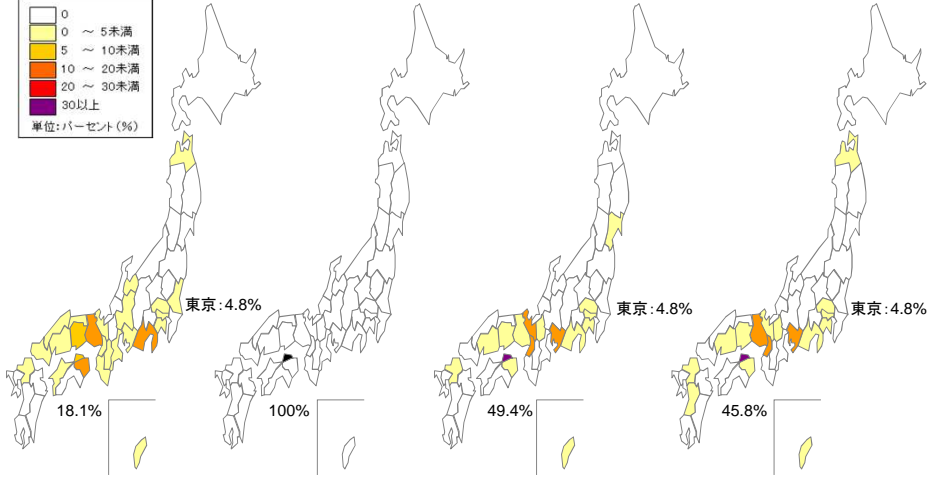 0
0 ～ 5未満
5 ～ 10未満
10 ～ 20未満
20 ～ 30未満
30以上
単位:パーセント(%)
東京:4.8%
東京:4.8%
東京:4.8%
18.1%
100%
49.4%
45.8%